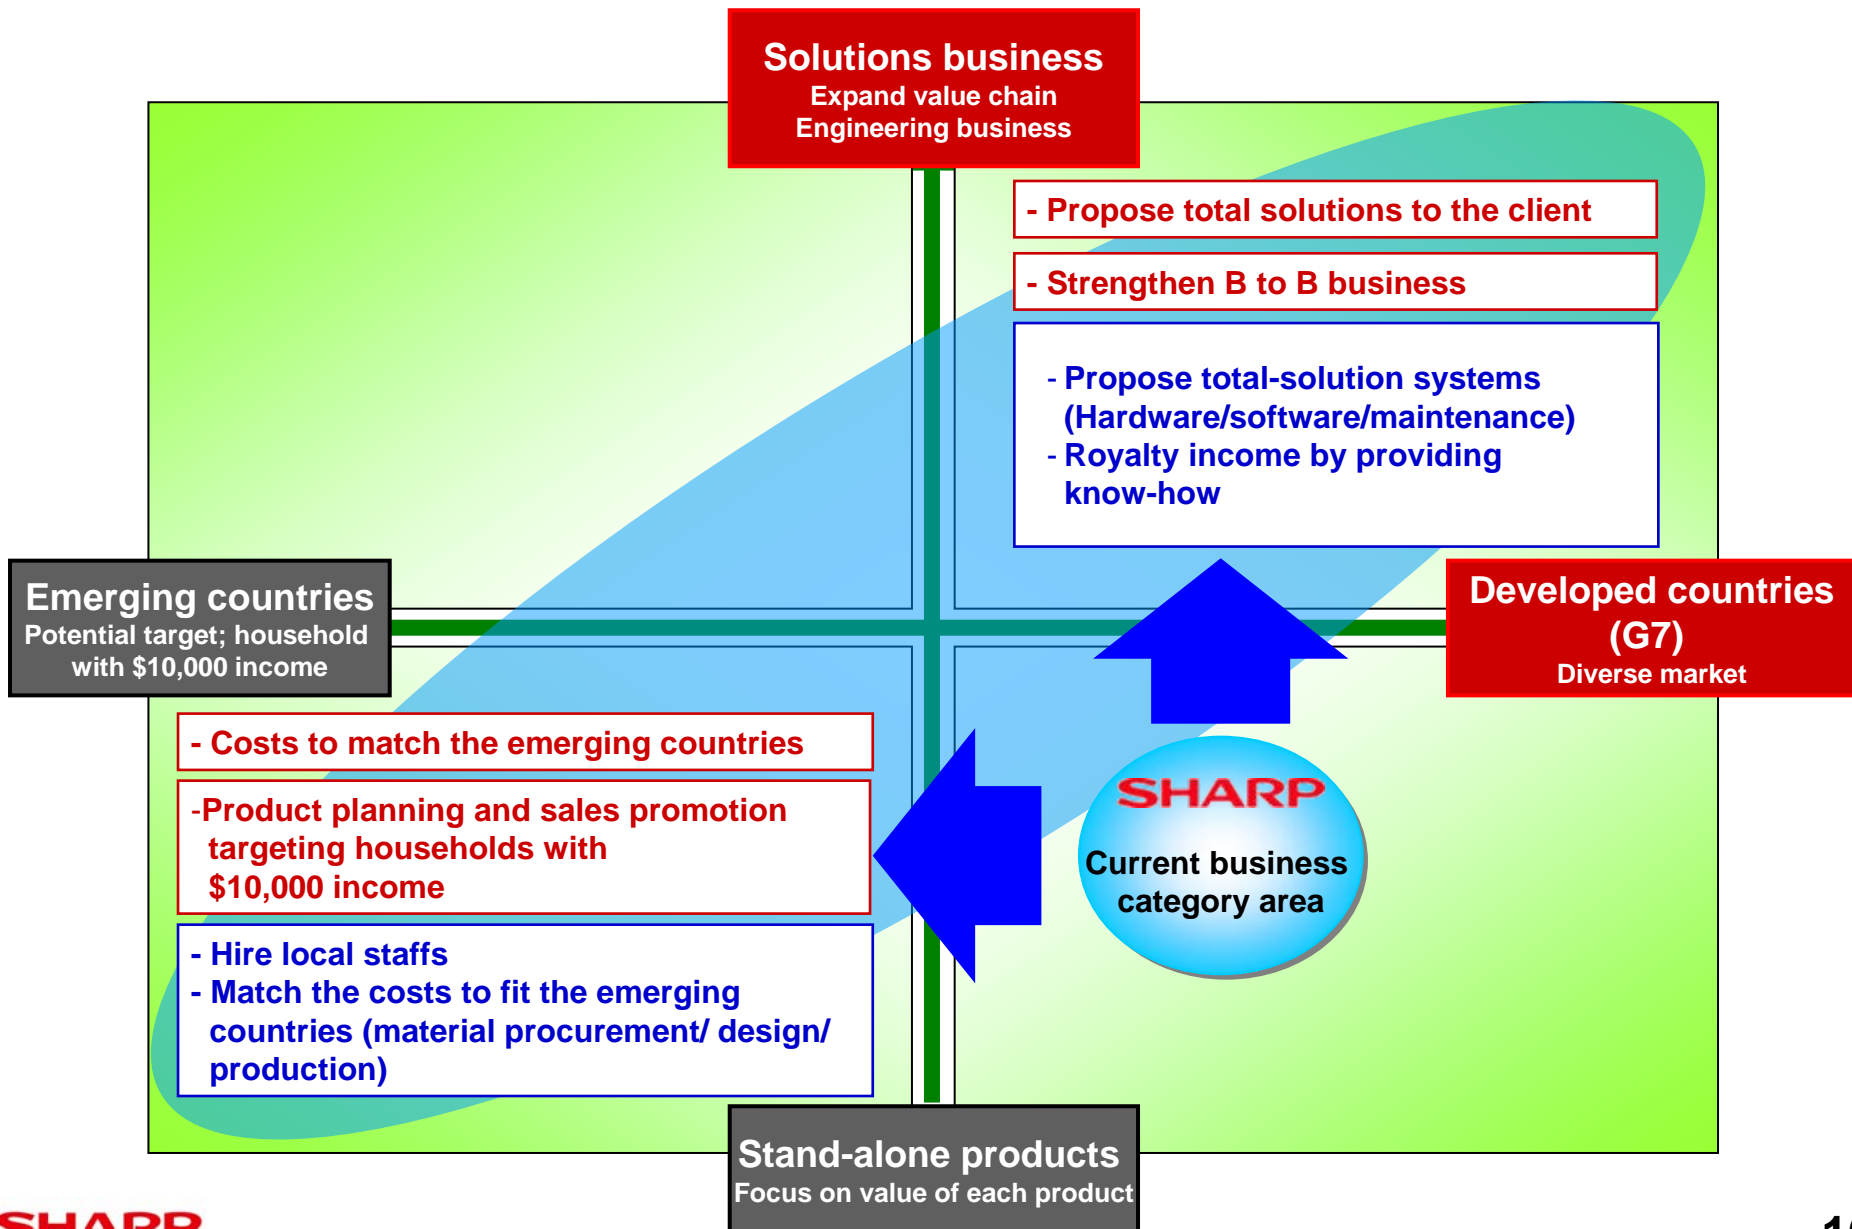 Solutions business
Expand value chain
Engineering business
- Propose total solutions to the client
- Strengthen B to B business
- Propose total-solution systems
(Hardware/software/maintenance)
- Royalty income by providing
know-how
Emerging countries
Potential target; household
with $10,000 income
Developed countries
(G7)
Diverse market
- Costs to match the emerging countries
-Product planning and sales promotion
targeting households with
$10,000 income
- Hire local staffs
- Match the costs to fit the emerging
countries (material procurement/ design/
production)
SHARP
Current business
category area
Stand-alone products
Focus on value of each product
SHARP